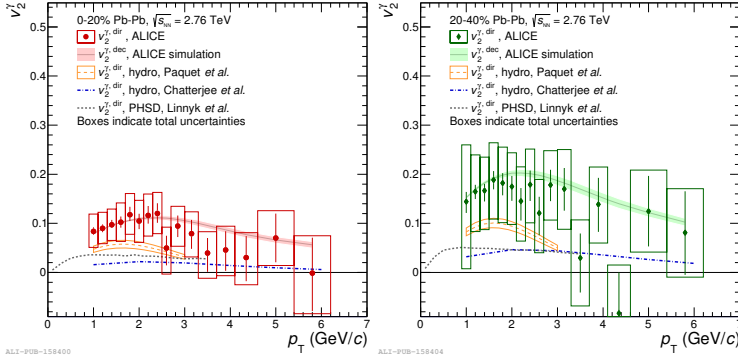 v₂^γ
0-20% Pb-Pb, √s_NN = 2.76 TeV
v₂^γ, dir, ALICE
v₂^γ, dec, ALICE simulation
v₂^γ, dir, hydro, Paquet et al.
v₂^γ, dir, hydro, Chatterjee et al.
v₂^γ, dir, PHSD, Linnyk et al.
Boxes indicate total uncertainties
0.5
0.4
0.3
0.2
0.1
0
0 1 2 3 4 5 6 7
p_T (GeV/c)
ALI-PUB-158400
v₂^γ
20-40% Pb-Pb, √s_NN = 2.76 TeV
v₂^γ, dir, ALICE
v₂^γ, dec, ALICE simulation
v₂^γ, dir, hydro, Paquet et al.
v₂^γ, dir, hydro, Chatterjee et al.
v₂^γ, dir, PHSD, Linnyk et al.
Boxes indicate total uncertainties
0.5
0.4
0.3
0.2
0.1
0
0 1 2 3 4 5 6 7
p_T (GeV/c)
ALI-PUB-158404